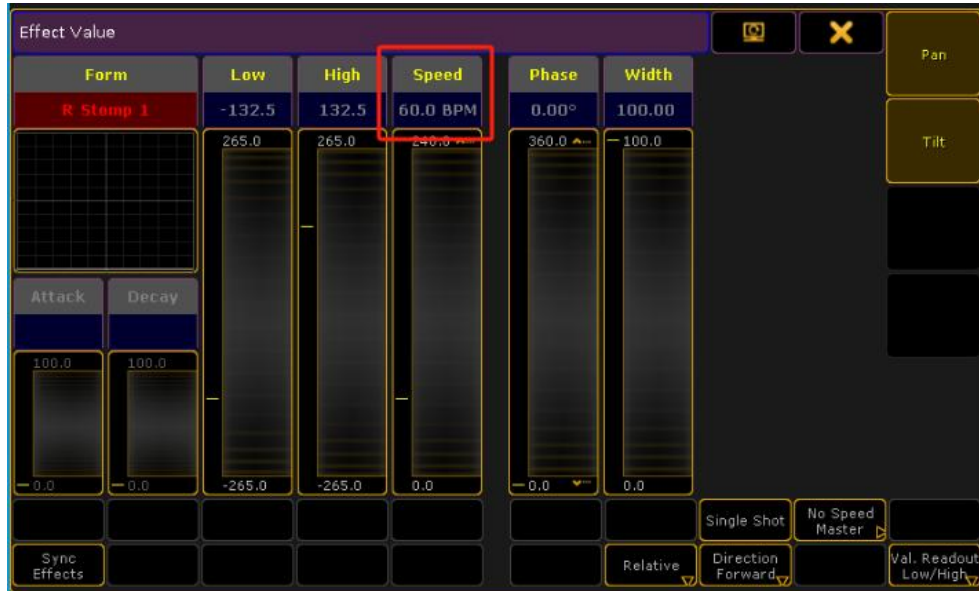 Effect Value
Pan
Form
Low
High
Speed
Phase
Width
R Stomp 1
-132.5
132.5
60.0 BPM
0.00°
100.00
265.0
265.0
240.0
360.0
100.0
Tilt
Attack
Decay
100.0
100.0
0.0
0.0
-265.0
-265.0
0.0
0.0
0.0
Single Shot
No Speed
Master
Sync
Effects
Relative
Direction
Forward
Val. Readout
Low/High